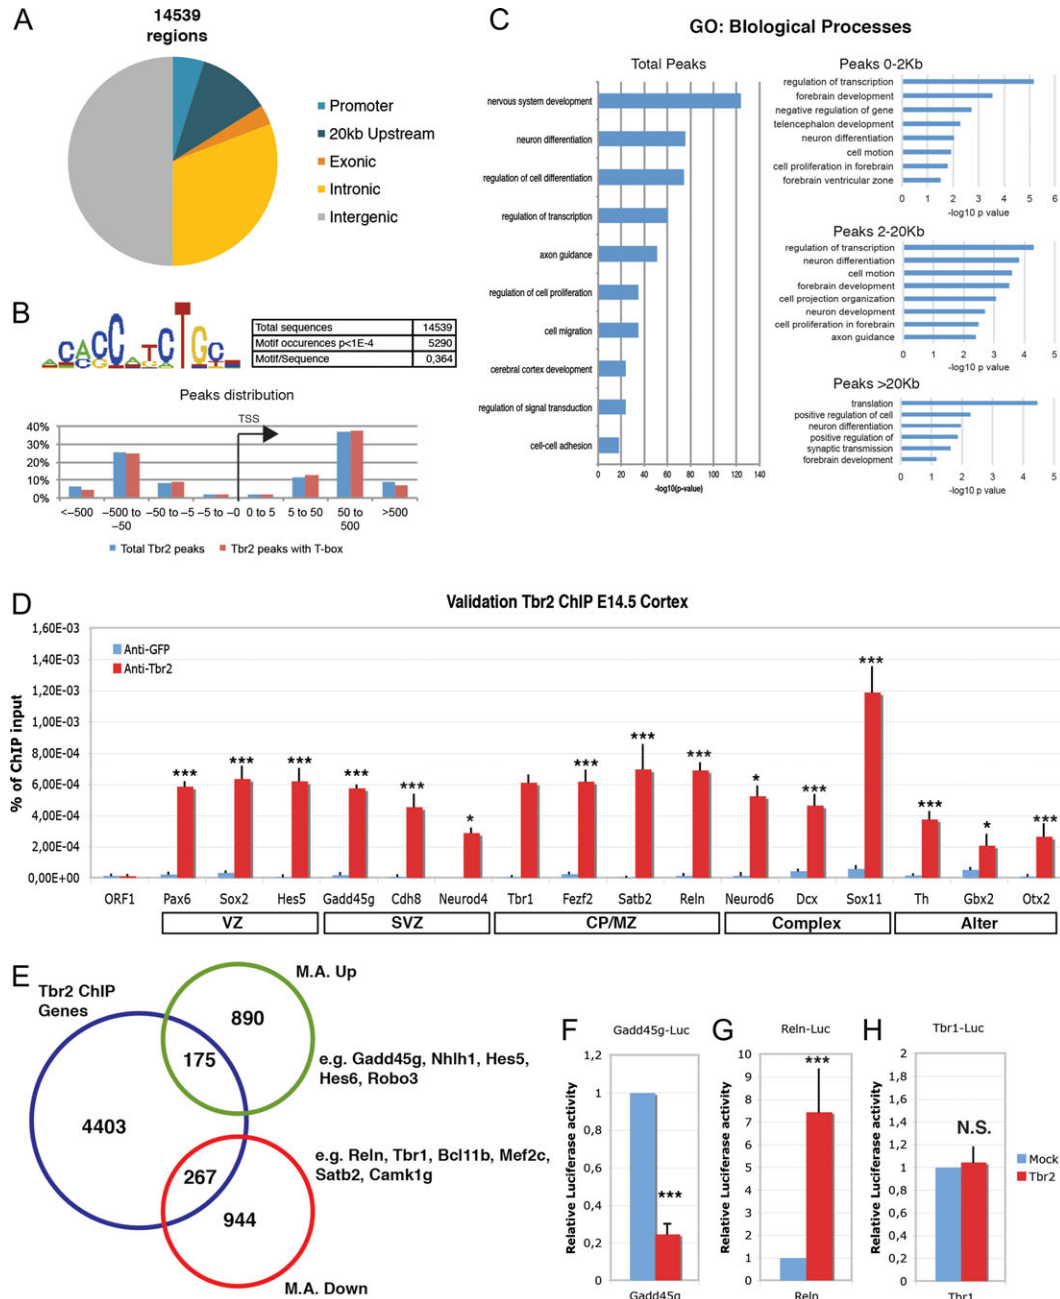 A
14539
regions
Promoter
20kb Upstream
Exonic
Intronic
Intergenic
B
Total sequences 14539
Motif occurences p<1E-4 5290
Motif/Sequence 0,364
Peaks distribution
TSS
40%
30%
20%
10%
0%
<–500
–500 to –50
–50 to –5
–5 to –0
0 to 5
5 to 50
50 to 500
>500
Total Tbr2 peaks
Tbr2 peaks with T-box
C
GO: BIological Processes
Total Peaks
nervous system development
neuron differentiation
regulation of cell differentiation
regulation of transcription
axon guidance
regulation of cell proliferation
cell migration
cerebral cortex development
regulation of signal transduction
cell-cell adhesion
0 20 40 60 80 100 120 140
-log10(p-value)
Peaks 0-2Kb
regulation of transcription
forebrain development
negative regulation of gene
telencephalon development
neuron differentiation
cell motion
cell proliferation in forebrain
forebrain ventricular zone
0 1 2 3 4 5 6
-log10 p value
Peaks 2-20Kb
regulation of transcription
neuron differentiation
cell motion
forebrain development
cell projection organization
neuron development
cell proliferation in forebrain
axon guidance
0 1 2 3 4 5
-log10 p value
Peaks >20Kb
translation
positive regulation of cell
neuron differentiation
positive regulation of
synaptic transmission
forebrain development
0 1 2 3 4 5
-log10 p value
D
Validation Tbr2 ChIP E14.5 Cortex
% of ChIP input
1,60E-03
1,40E-03
1,20E-03
1,00E-03
8,00E-04
6,00E-04
4,00E-04
2,00E-04
0,00E+00
Anti-GFP
Anti-Tbr2
*** *** *** *** *** * *** *** *** * *** *** *** * ***
ORF1 Pax6 Sox2 Hes5 Gadd45g Cdh8 Neurod4 Tbr1 Fezf2 Satb2 Reln Neurod6 Dcx Sox11 Th Gbx2 Otx2
VZ SVZ CP/MZ Complex Alter
E
Tbr2 ChIP
Genes
M.A. Up
890
175
e.g. Gadd45g, Nhlh1, Hes5,
Hes6, Robo3
4403
e.g. Reln, Tbr1, Bcl11b, Mef2c,
Satb2, Camk1g
267
944
M.A. Down
F
Gadd45g-Luc
Relative Luciferase activity
1,2
1
0,8
0,6
0,4
0,2
0
***
Gadd45g
G
Reln-Luc
Relative Luciferase activity
10
9
8
7
6
5
4
3
2
1
0
***
Reln
H
Tbr1-Luc
Relative Luciferase activity
2
1,8
1,6
1,4
1,2
1
0,8
0,6
0,4
0,2
0
N.S.
Tbr1
Mock
Tbr2